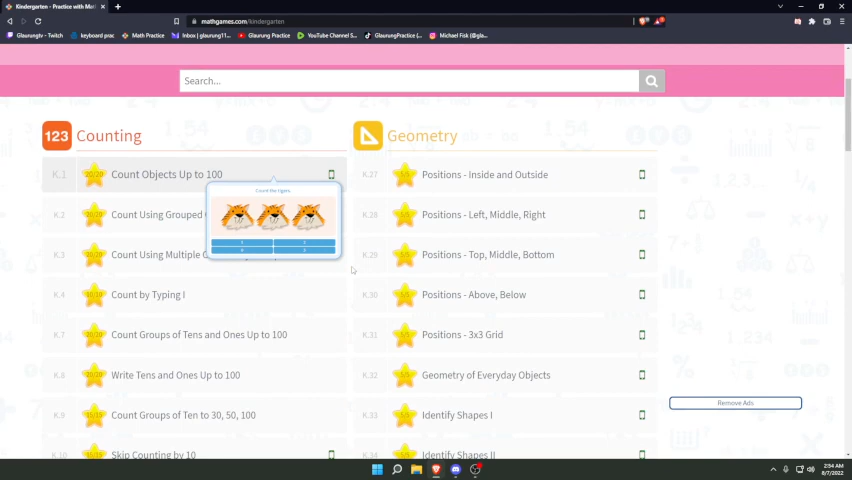 Kindergarten - Practice with Math
mathgames.com/kindergarten
Glaurungtv - Twitch
keyboard prac
Math Practice
Inbox | glaurung11...
Glaurung Practice
YouTube Channel S...
GlaurungPractice (...
Michael Fisk (@gla...
Search...
123 Counting
K.1 20/20 Count Objects Up to 100
K.2 20/20 Count Using Grouped
K.3 20/20 Count Using Multiple
Count the tigers.
K.4 Count by Typing I
K.7 20/20 Count Groups of Tens and Ones Up to 100
K.8 20/20 Write Tens and Ones Up to 100
K.9 Count Groups of Ten to 30, 50, 100
K.10 Skip Counting by 10
Geometry
K.27 5/5 Positions - Inside and Outside
K.28 5/5 Positions - Left, Middle, Right
K.29 5/5 Positions - Top, Middle, Bottom
K.30 5/5 Positions - Above, Below
K.31 5/5 Positions - 3x3 Grid
K.32 5/5 Geometry of Everyday Objects
K.33 5/5 Identify Shapes I
K.34 5/5 Identify Shapes II
Remove Ads
2:54 AM
8/7/2022